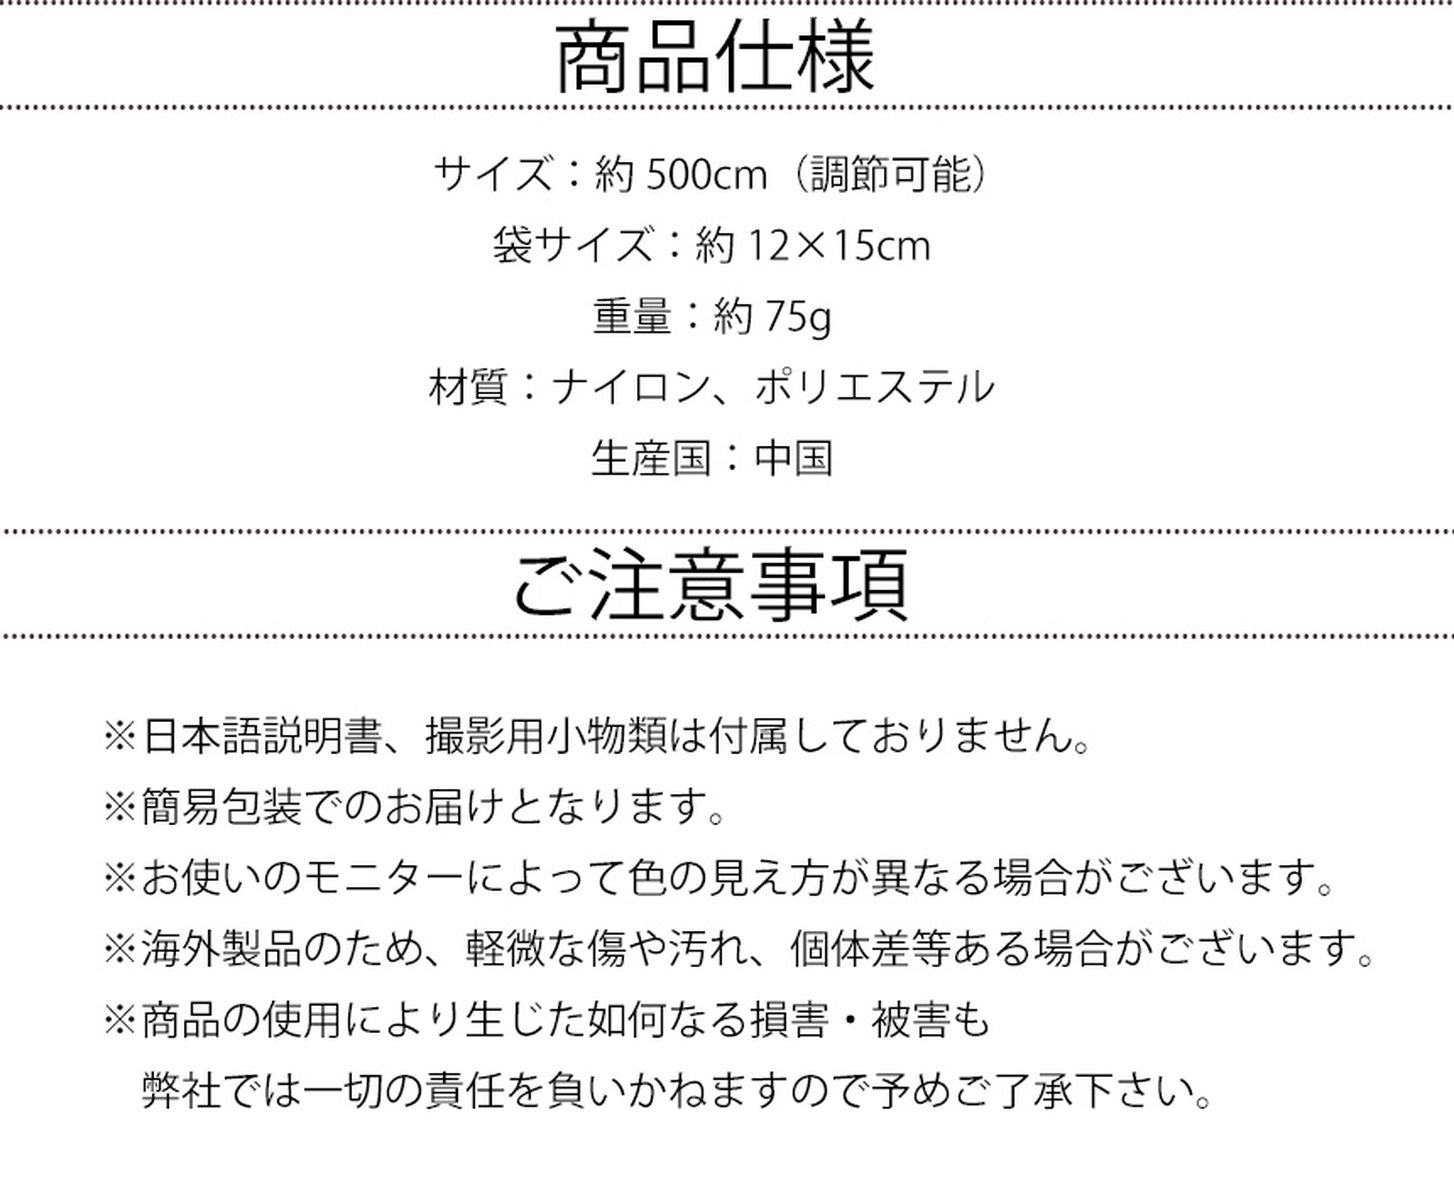 商品仕様
サイズ：約 500cm（調節可能）
袋サイズ：約 12×15cm
重量：約 75g
材質：ナイロン、ポリエステル
生産国：中国
ご注意事項
※日本語説明書、撮影用小物類は付属しておりません。
※簡易包装でのお届けとなります。
※お使いのモニターによって色の見え方が異なる場合がございます。
※海外製品のため、軽微な傷や汚れ、個体差等ある場合がございます。
※商品の使用により生じた如何なる損害・被害も
弊社では一切の責任を負いかねますので予めご了承下さい。